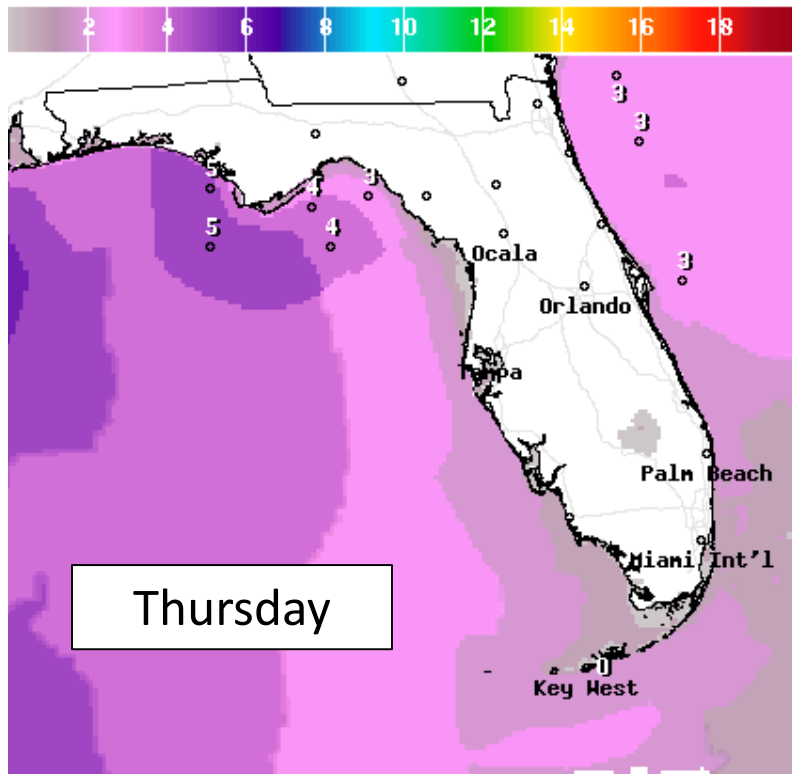 2 4 6 8 10 12 14 16 18
3
3
5 4 3
5 4
Ocala
3
Orlando
Tampa
Palm Beach
Miami Int'l
Thursday
0
Key West